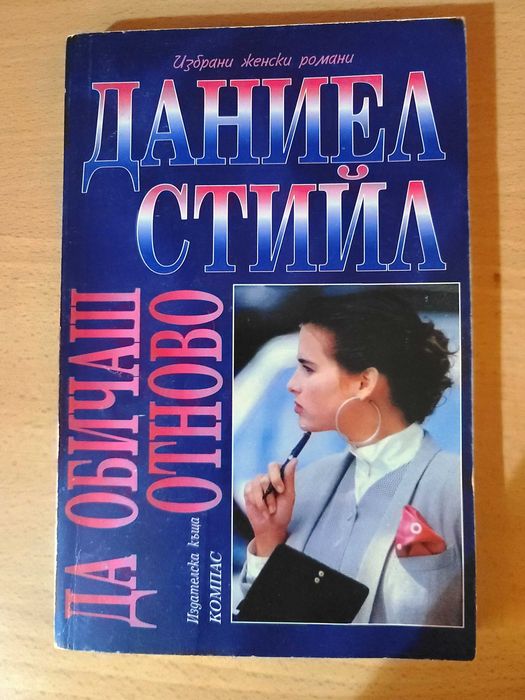 Избрани женски романи
ДАНИЕЛ
СТИЙЛ
ДА ОБИЧАШ
ОТНОВО
Издателска къща
КОМПАС